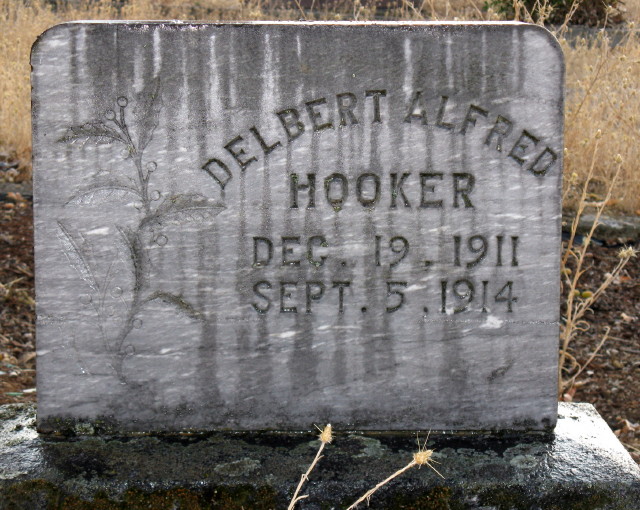 DELBERT ALFRED
HOOKER
DEC. 19, 1911
SEPT. 5, 1914